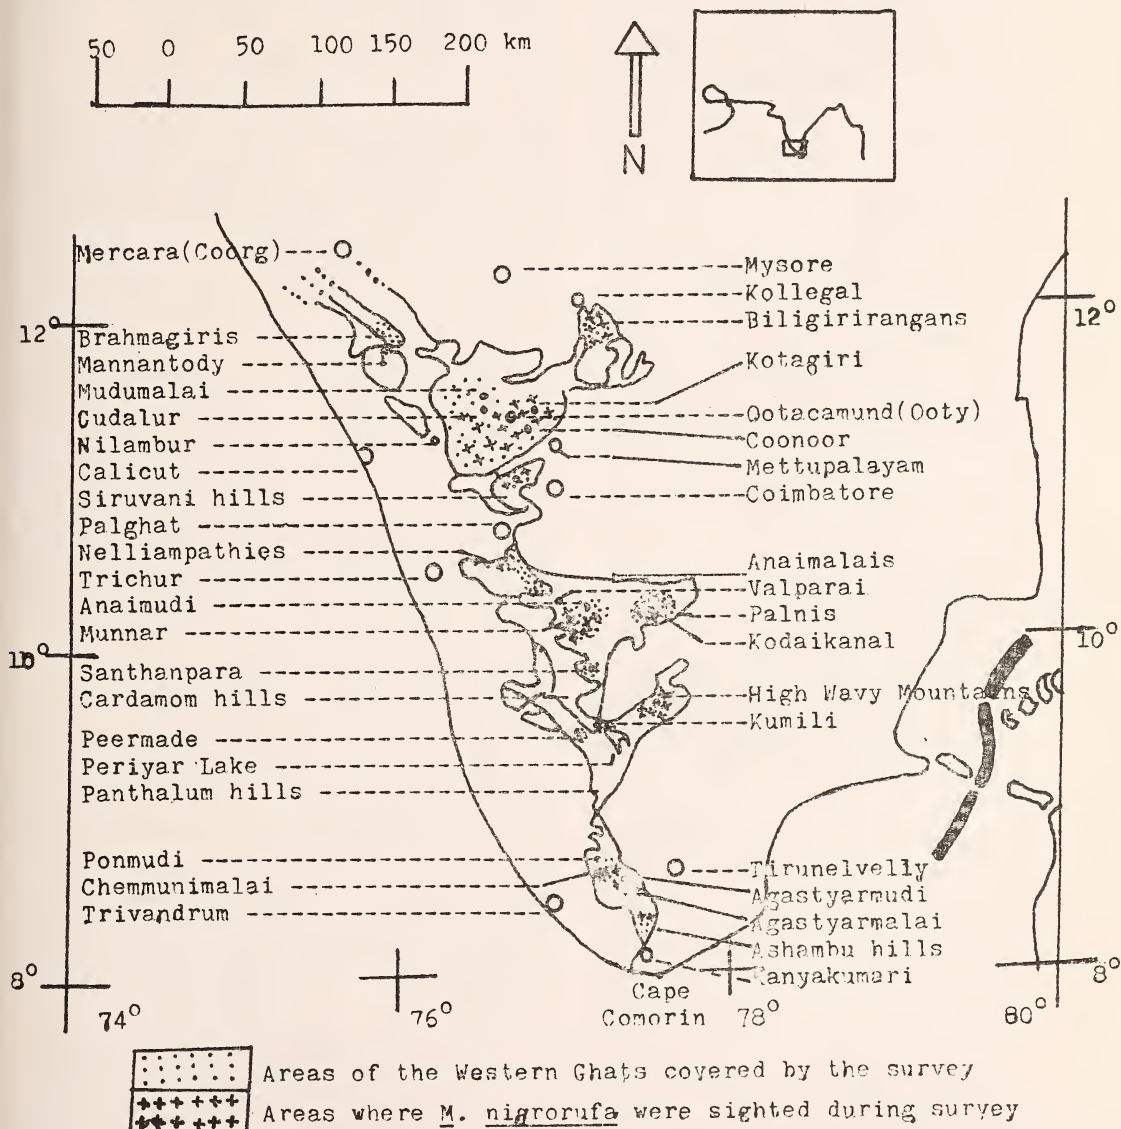 50 0 50 100 150 200 km
N
Mercara(Coorg)
Brahmagiris
Mannantody
Mudumalai
Gudalur
Nilambur
Calicut
Siruvani hills
Palghat
Nelliampathies
Trichur
Anaimudi
Munnar
Santhanpara
Cardamom hills
Peermade
Periyar Lake
Panthalum hills
Ponmudi
Chemmunimalai
Trivandrum
Mysore
Kollegal
Biligirirangans
Kotagiri
Ootacamund(Ooty)
Coonoor
Mettupalayam
Coimbatore
Anaimalais
Valparai
Palnis
Kodaikanal
High Wavy Mountains
Kumili
Tirunelvelly
Agastyarmudi
Agastyarmalai
Ashambu hills
Kanyakumari
Cape
Comorin
12°
10°
8°
12°
10°
8°
74° 76° 78° 80°
Areas of the Western Ghats covered by the survey
Areas where M. nigrorufa were sighted during survey